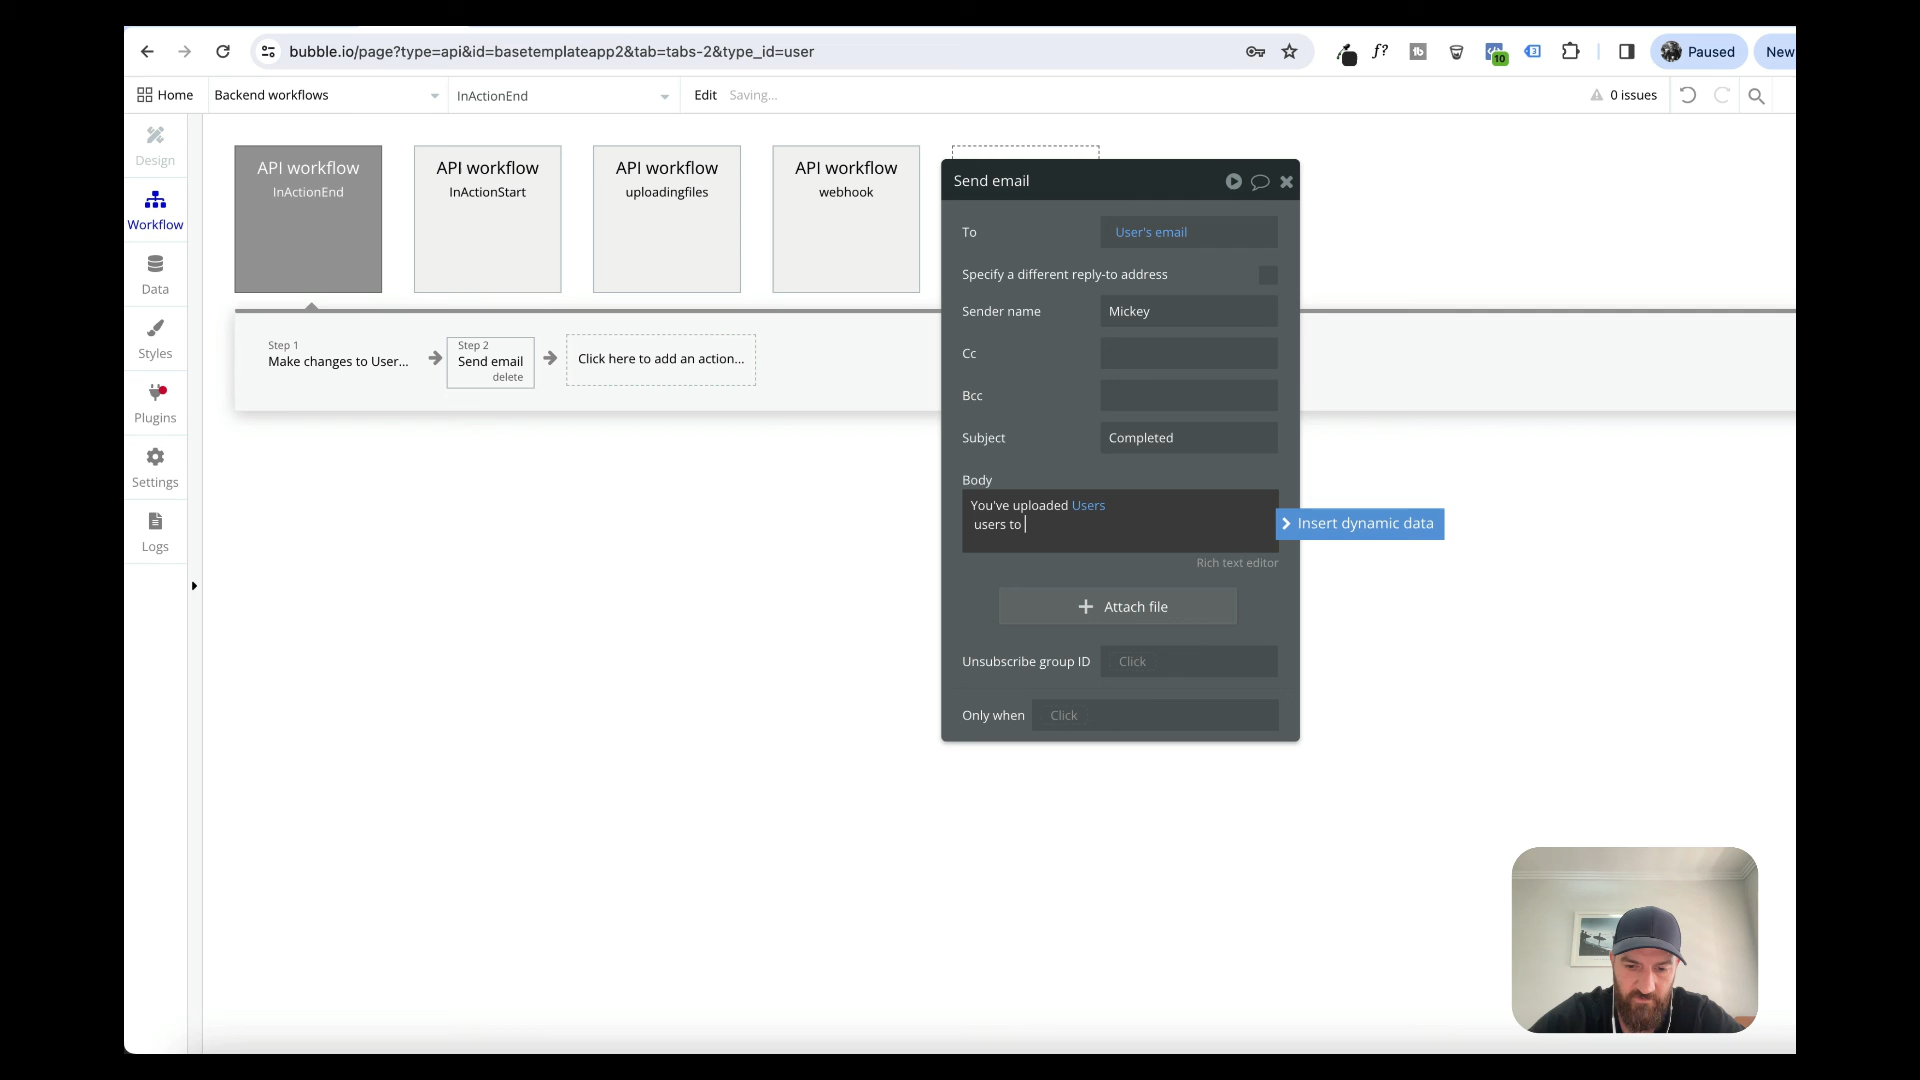 bubble.io/page?type=api&id=basetemplateapp2&tab=tabs-2&type_id=user
f?
10
3
Paused
New
Home
Backend workflows
InActionEnd
Edit
Saving...
0 issues
Design
Workflow
Data
Styles
Plugins
Settings
Logs
API workflow
InActionEnd
API workflow
InActionStart
API workflow
uploadingfiles
API workflow
webhook
Step 1
Make changes to User...
Step 2
Send email
delete
Click here to add an action...
Send email
To
User's email
Specify a different reply-to address
Sender name
Mickey
Cc
Bcc
Subject
Completed
Body
You've uploaded Users
users to
Insert dynamic data
Rich text editor
Attach file
Unsubscribe group ID
Click
Only when
Click